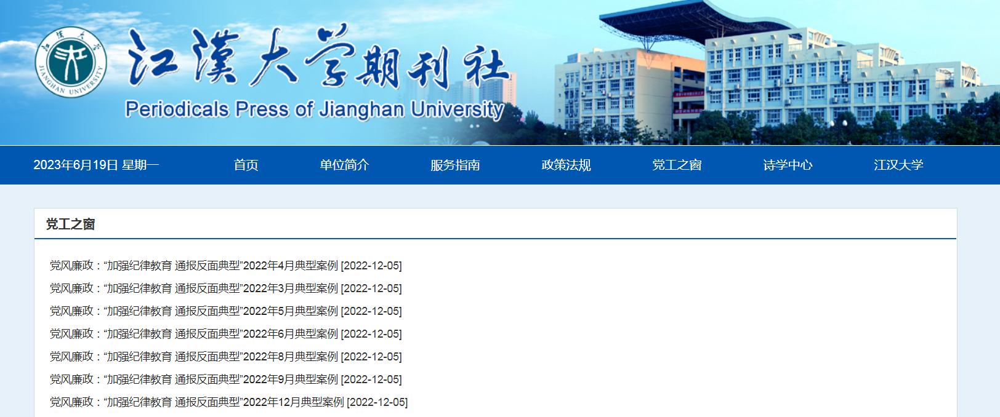 江漢大学
JIANGHAN UNIVERSITY
江漢大学期刊社
Periodicals Press of Jianghan University
2023年6月19日 星期一 首页 单位简介 服务指南 政策法规 党工之窗 诗学中心 江汉大学
党工之窗
党风廉政：“加强纪律教育 通报反面典型”2022年4月典型案例 [2022-12-05]
党风廉政：“加强纪律教育 通报反面典型”2022年3月典型案例 [2022-12-05]
党风廉政：“加强纪律教育 通报反面典型”2022年5月典型案例 [2022-12-05]
党风廉政：“加强纪律教育 通报反面典型”2022年6月典型案例 [2022-12-05]
党风廉政：“加强纪律教育 通报反面典型”2022年8月典型案例 [2022-12-05]
党风廉政：“加强纪律教育 通报反面典型”2022年9月典型案例 [2022-12-05]
党风廉政：“加强纪律教育 通报反面典型”2022年12月典型案例 [2022-12-05]